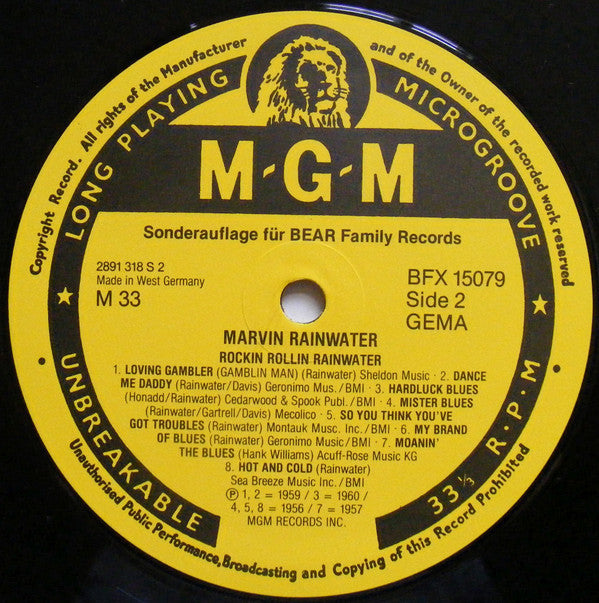 Copyright Record. All rights of the Manufacturer and of the Owner of the recorded work reserved
LONG PLAYING MICROGROOVE
M-G-M
Sonderauflage für BEAR Family Records
2891 318 S 2
Made in West Germany
M 33
BFX 15079
Side 2
GEMA
MARVIN RAINWATER
ROCKIN ROLLIN RAINWATER
1. LOVING GAMBLER (GAMBLIN MAN) (Rainwater) Sheldon Music · 2. DANCE
ME DADDY (Rainwater/Davis) Geronimo Mus./BMI · 3. HARDLUCK BLUES
(Honadd/Rainwater) Cedarwood & Spook Publ./BMI · 4. MISTER BLUES
(Rainwater/Gartrell/Davis) Mecolico · 5. SO YOU THINK YOU'VE
GOT TROUBLES (Rainwater) Montauk Musc. Inc./BMI · 6. MY BRAND
OF BLUES (Rainwater) Geronimo Music/BMI · 7. MOANIN'
THE BLUES (Hank Williams) Acuff-Rose Music KG
8. HOT AND COLD (Rainwater)
Sea Breeze Music Inc./BMI
Ⓟ 1, 2 = 1959 / 3 = 1960 /
4, 5, 8 = 1956 / 7 = 1957
MGM RECORDS INC.
UNBREAKABLE
33⅓ R·P·M
Unauthorised Public Performance, Broadcasting and Copying of this Record Prohibited